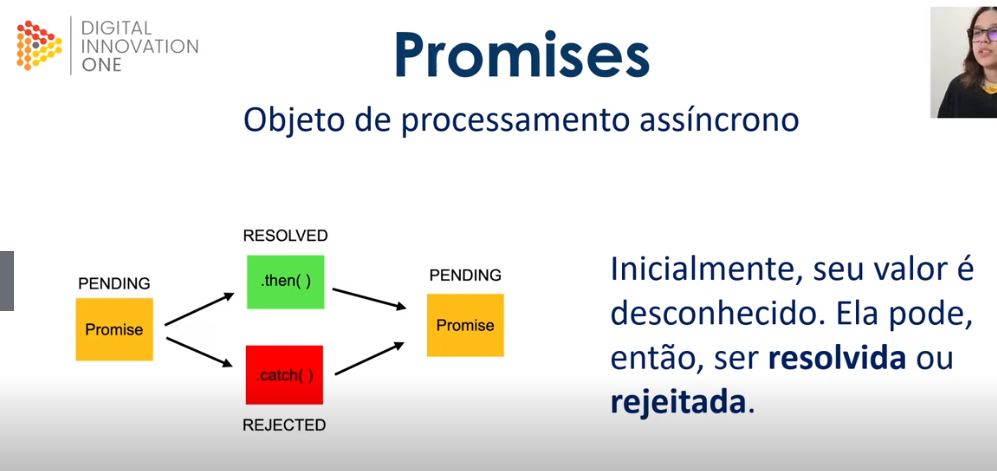 DIGITAL
INNOVATION
ONE
Promises
Objeto de processamento assíncrono
RESOLVED
.then( )
PENDING
Promise
PENDING
Promise
.catch( )
REJECTED
Inicialmente, seu valor é
desconhecido. Ela pode,
então, ser resolvida ou
rejeitada.